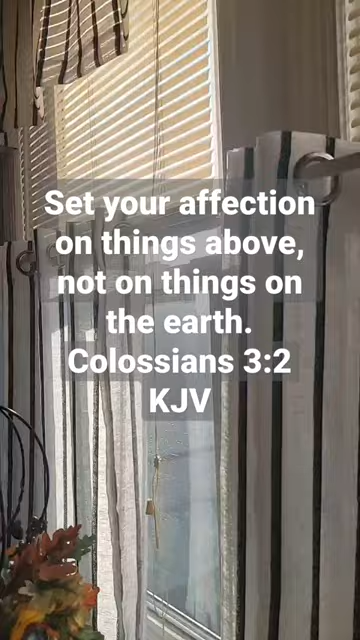 Set your affection
on things above,
not on things on
the earth.
Colossians 3:2
KJV